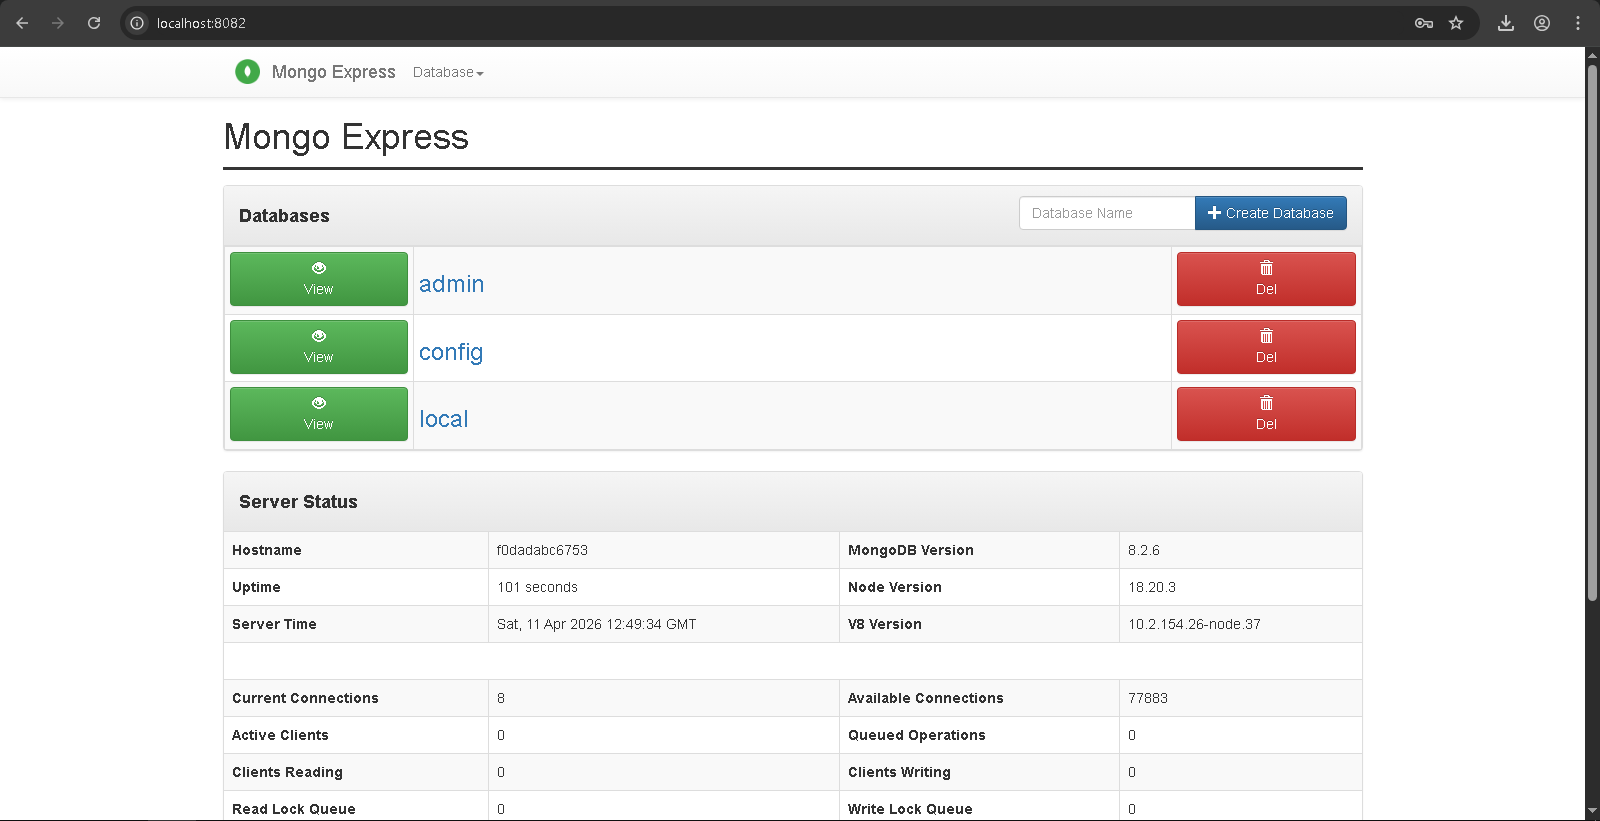 localhost:8082
Mongo Express Database
Mongo Express
Databases Database Name Create Database
View admin Del
View config Del
View local Del
Server Status
Hostname f0dadabc6753 MongoDB Version 8.2.6
Uptime 101 seconds Node Version 18.20.3
Server Time Sat, 11 Apr 2026 12:49:34 GMT V8 Version 10.2.154.26-node.37
Current Connections 8 Available Connections 77883
Active Clients 0 Queued Operations 0
Clients Reading 0 Clients Writing 0
Read Lock Queue 0 Write Lock Queue 0